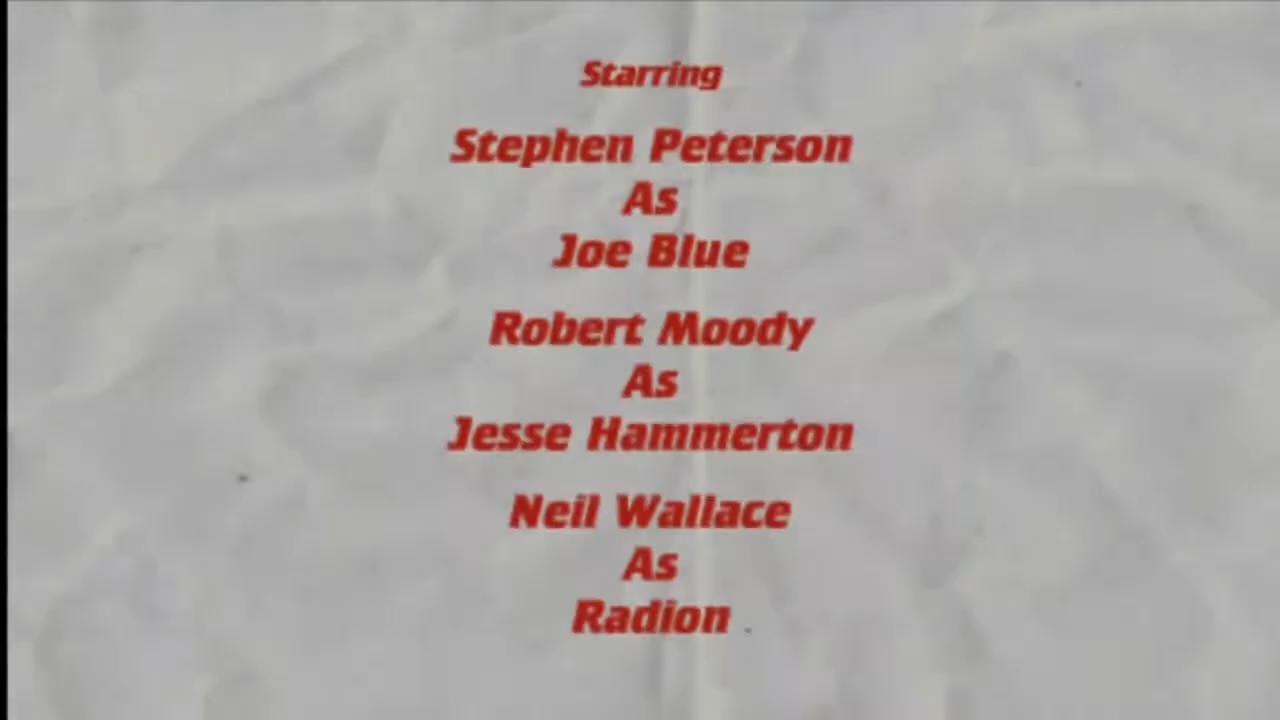 Starring
Stephen Peterson
As
Joe Blue
Robert Moody
As
Jesse Hammerton
Neil Wallace
As
Radion